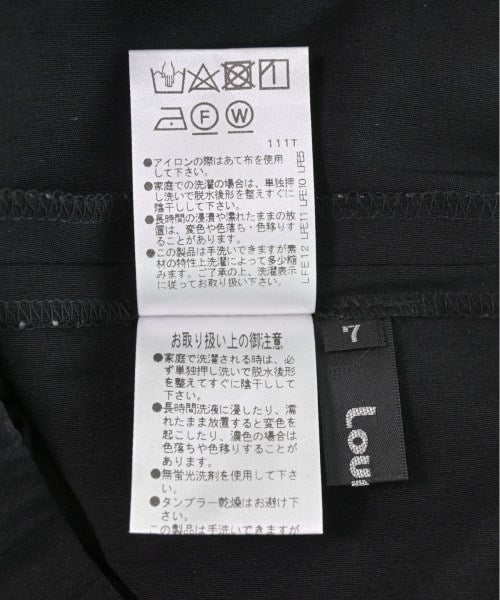 111T
●アイロンの際はあて布を使用
して下さい。
●家庭での洗濯の場合は、単独押
し洗いで脱水後形を整えすぐに
陰干しして下さい。
●長時間の浸漬や濡れたままの放
置は、変色や色落ち・色移りす
ることがあります。
●この製品は手洗いできますが素
材の特性上洗濯によって多少縮
みます。ご了承の上、洗濯表示
に従ってお取り扱い下さい。
LFE12 LFE11 LFE10 LFE5
お取り扱い上の御注意
●家庭で洗濯される時は、必
ず単独押し洗いで脱水後形
を整えてすぐに陰干しして
下さい。
●長時間洗液に浸したり、濡
れたまま放置すると変色を
起こしたり、濃色の場合は
色落ちや色移りすることが
あります。
●無蛍光洗剤を使用して下さ
い。
●タンブラー乾燥はお避け下
さい。
この製品は手洗いできますが
7
Lou